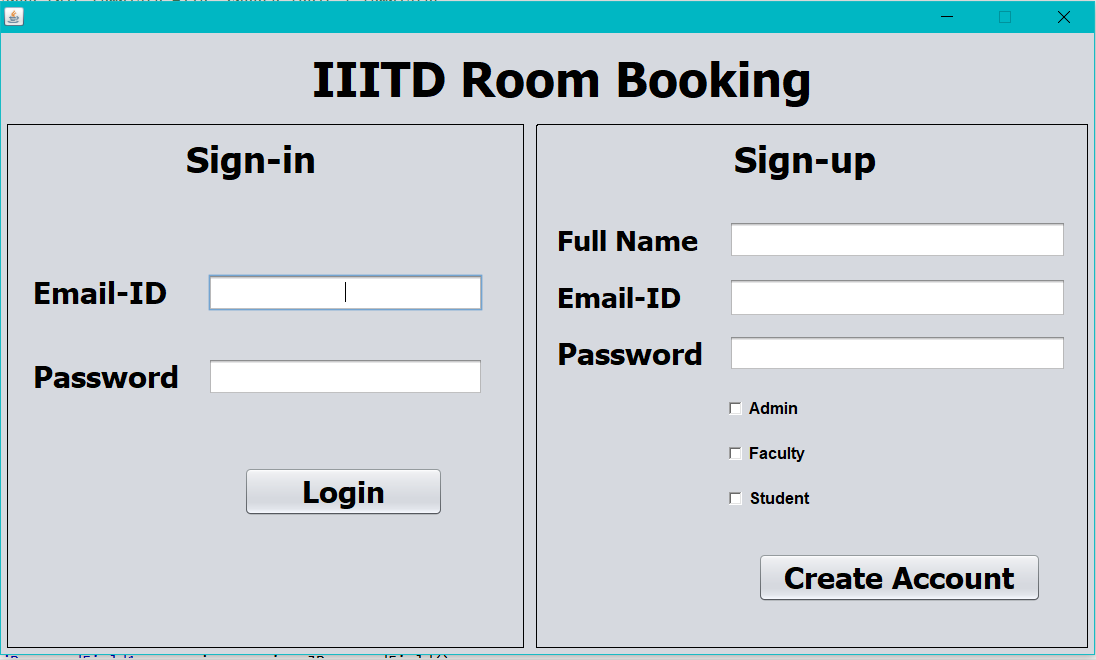 IIITD Room Booking
Sign-in
Email-ID
Password
Login
Sign-up
Full Name
Email-ID
Password
Admin
Faculty
Student
Create Account